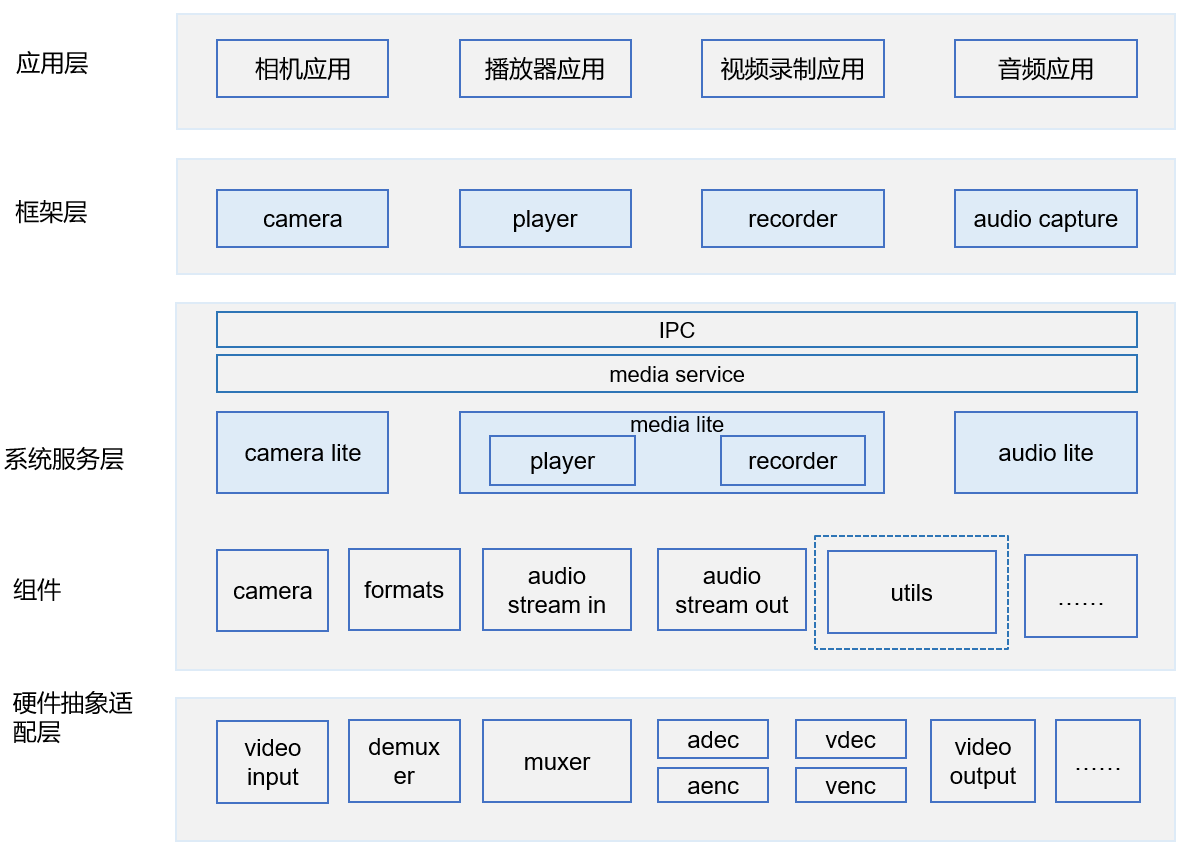 应用层
相机应用
播放器应用
视频录制应用
音频应用
框架层
camera
player
recorder
audio capture
IPC
media service
系统服务层
camera lite
media lite
player
recorder
audio lite
组件
camera
formats
audio
stream in
audio
stream out
utils
……
硬件抽象适
配层
video
input
demux
er
muxer
adec
aenc
vdec
venc
video
output
……